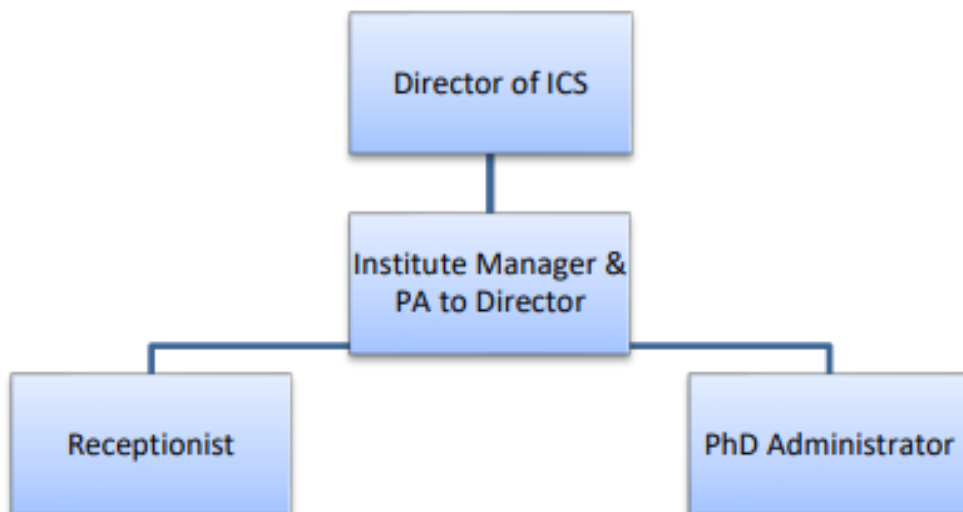 Director of ICS
Institute Manager &
PA to Director
Receptionist
PhD Administrator